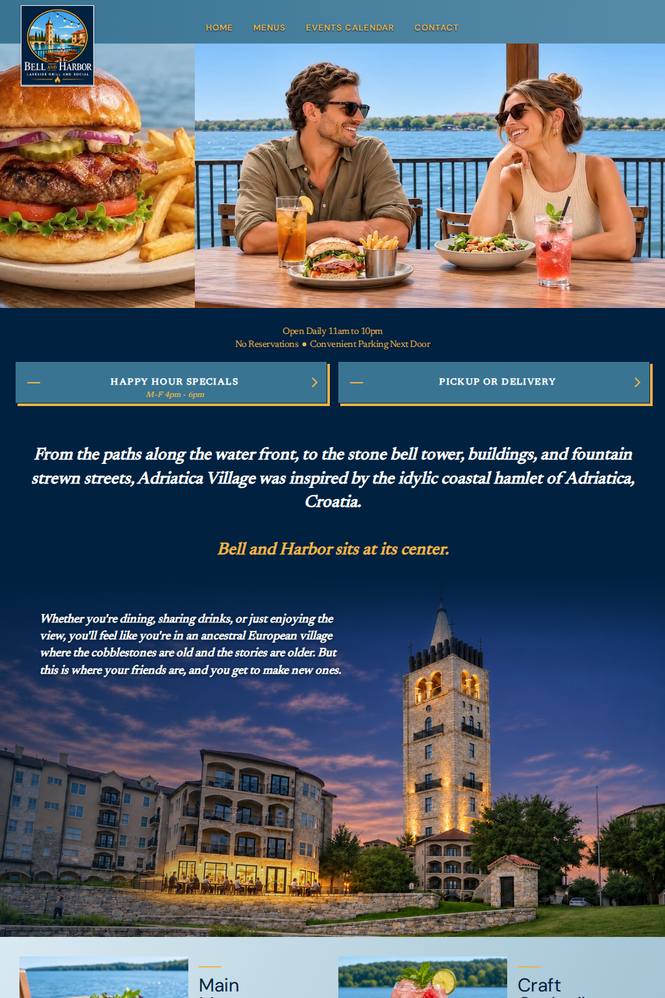 BELL AND HARBOR
LAKESIDE GRILL AND SOCIAL
HOME MENUS EVENTS CALENDAR CONTACT
Open Daily 11am to 10pm
No Reservations ● Convenient Parking Next Door
HAPPY HOUR SPECIALS
M-F 4pm - 6pm
PICKUP OR DELIVERY
From the paths along the water front, to the stone bell tower, buildings, and fountain
strewn streets, Adriatica Village was inspired by the idylic coastal hamlet of Adriatica,
Croatia.
Bell and Harbor sits at its center.
Whether you're dining, sharing drinks, or just enjoying the
view, you'll feel like you're in an ancestral European village
where the cobblestones are old and the stories are older. But
this is where your friends are, and you get to make new ones.
Main
Craft